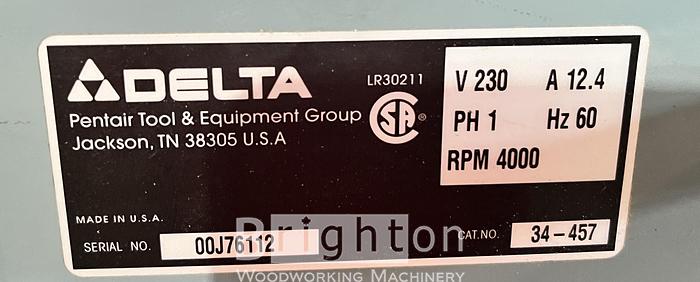 DELTA
Pentair Tool & Equipment Group
Jackson, TN 38305 U.S.A
LR30211
SA ®
V 230 A 12.4
PH 1 Hz 60
RPM 4000
MADE IN U.S.A.
SERIAL NO. 00J76112
CAT.NO. 34-457
Brighton
WOODWORKING MACHINERY